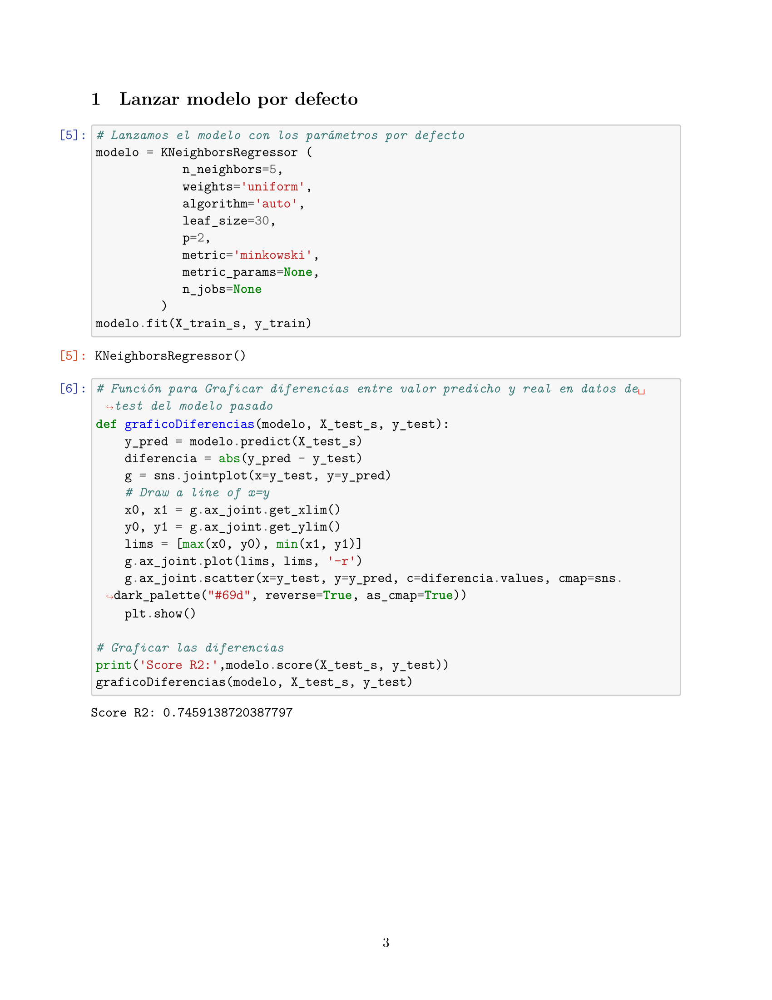 1 Lanzar modelo por defecto
[5]: # Lanzamos el modelo con los parámetros por defecto
modelo = KNeighborsRegressor (
            n_neighbors=5,
            weights='uniform',
            algorithm='auto',
            leaf_size=30,
            p=2,
            metric='minkowski',
            metric_params=None,
            n_jobs=None
         )
modelo.fit(X_train_s, y_train)
[5]: KNeighborsRegressor()
[6]: # Función para Graficar diferencias entre valor predicho y real en datos de␣
↪test del modelo pasado
def graficoDiferencias(modelo, X_test_s, y_test):
    y_pred = modelo.predict(X_test_s)
    diferencia = abs(y_pred - y_test)
    g = sns.jointplot(x=y_test, y=y_pred)
    # Draw a line of x=y
    x0, x1 = g.ax_joint.get_xlim()
    y0, y1 = g.ax_joint.get_ylim()
    lims = [max(x0, y0), min(x1, y1)]
    g.ax_joint.plot(lims, lims, '-r')
    g.ax_joint.scatter(x=y_test, y=y_pred, c=diferencia.values, cmap=sns.
↪dark_palette("#69d", reverse=True, as_cmap=True))
    plt.show()
# Graficar las diferencias
print('Score R2:',modelo.score(X_test_s, y_test))
graficoDiferencias(modelo, X_test_s, y_test)
Score R2: 0.7459138720387797
3